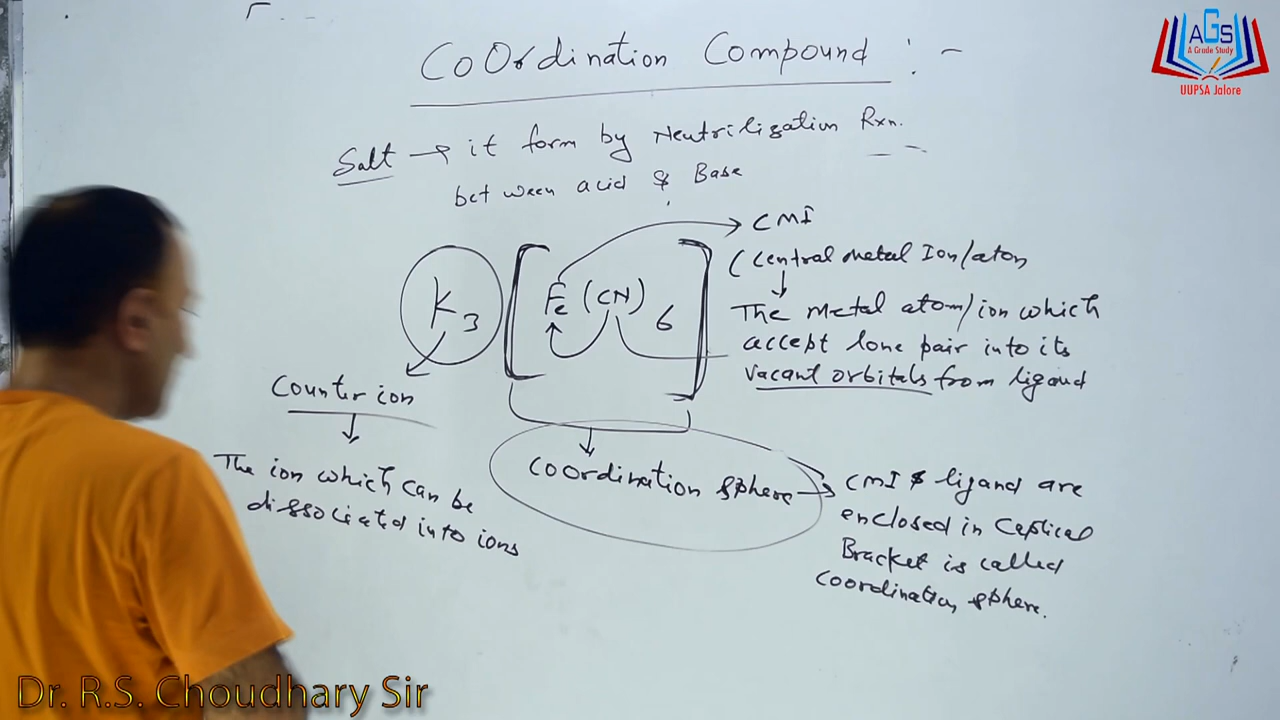 AGS
A Grade Study
UUPSA Jalore
CoOrdination Compound :-
Salt → it form by Neutrilization Rxn.
between acid & Base
K3 [Fe(CN)6]
→ CMI
(Central Metal Ion/atom
The Metal atom/ion which
accept lone pair into its
vacant orbitals from ligand
Counter ion
The ion which can be
dissociated into ions
Coordination sphere →
CMI & ligand are
enclosed in Captical
Bracket is called
Coordination sphere.
Dr. R.S. Choudhary Sir